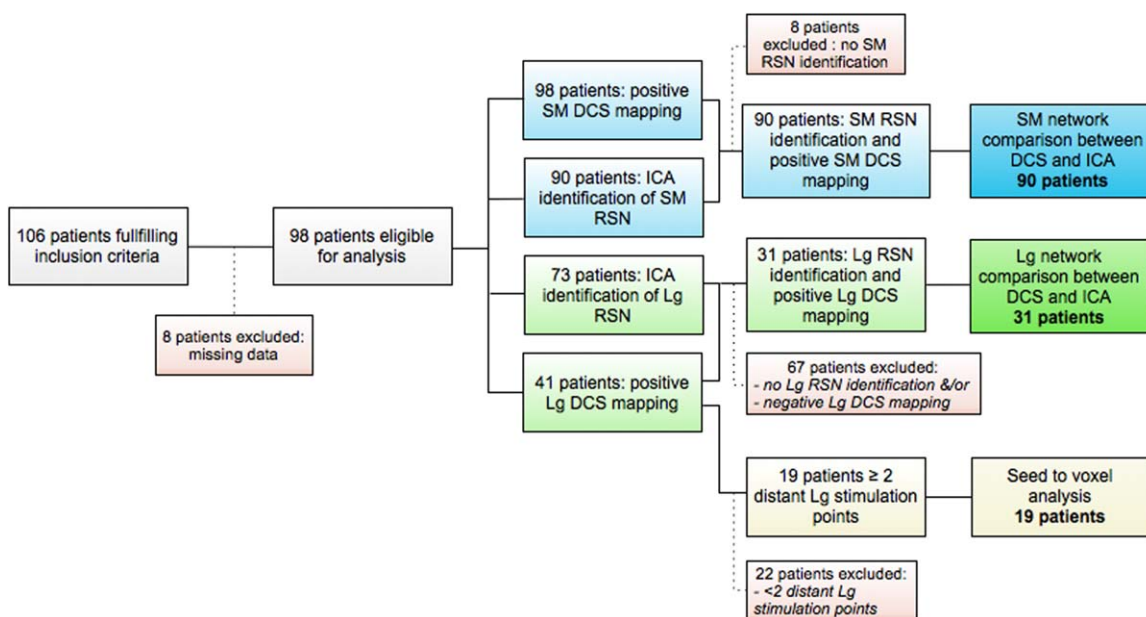 106 patients fullfilling
inclusion criteria
8 patients excluded:
missing data
98 patients eligible
for analysis
98 patients: positive
SM DCS mapping
90 patients: ICA
identification of SM
RSN
73 patients: ICA
identification of Lg
RSN
41 patients: positive
Lg DCS mapping
8 patients
excluded : no SM
RSN identification
90 patients: SM RSN
identification and
positive SM DCS
mapping
31 patients: Lg RSN
identification and
positive Lg DCS
mapping
67 patients excluded:
- no Lg RSN identification &/or
- negative Lg DCS mapping
19 patients ≥ 2
distant Lg stimulation
points
22 patients excluded:
- <2 distant Lg
stimulation points
SM network
comparison between
DCS and ICA
90 patients
Lg network
comparison between
DCS and ICA
31 patients
Seed to voxel
analysis
19 patients